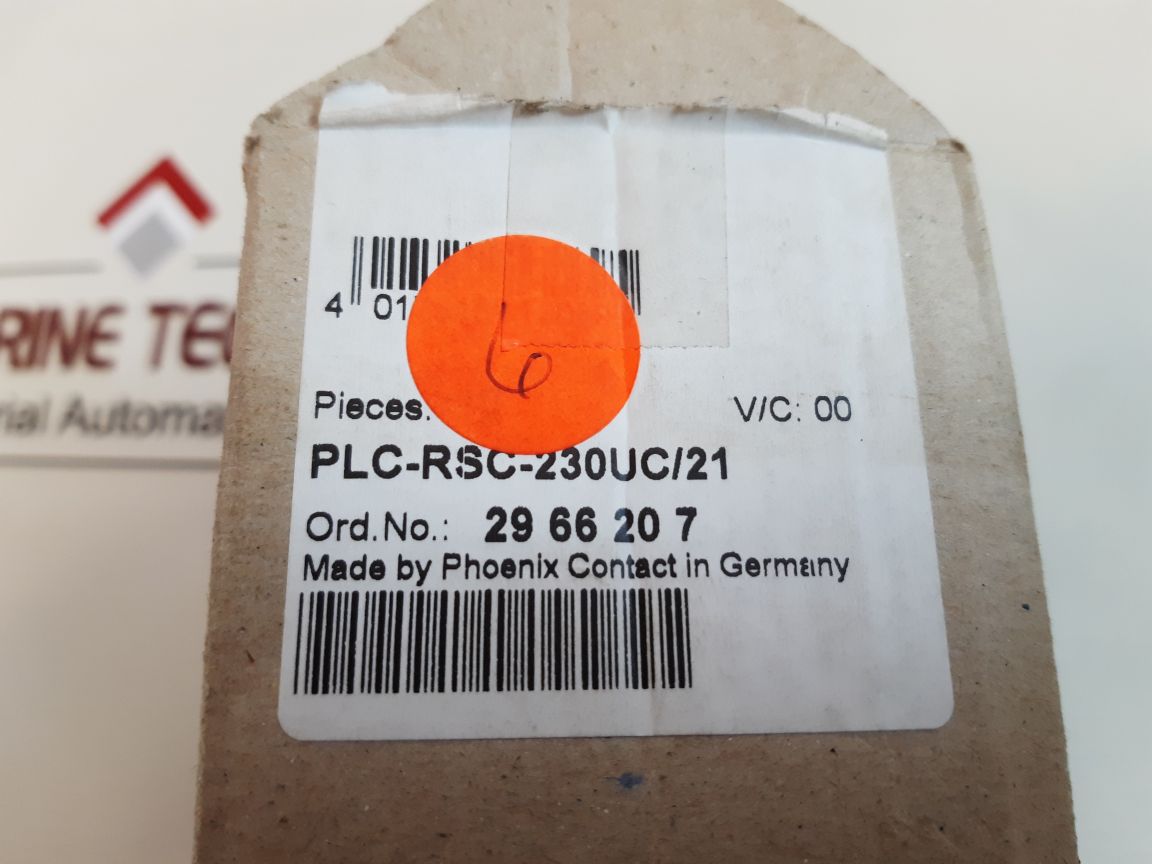 4 01
6
Pieces:
V/C: 00
PLC-RSC-230UC/21
Ord.No.: 29 66 20 7
Made by Phoenix Contact in Germany
RINE TEC
rial Automa